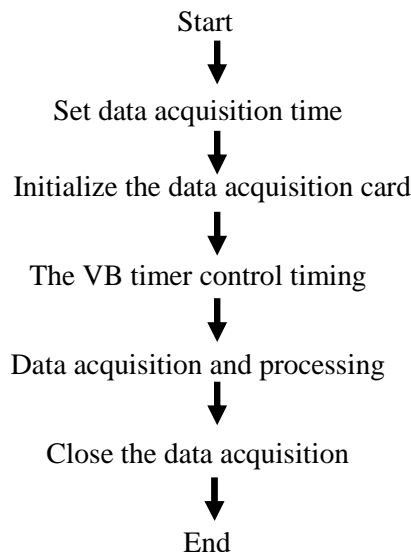 Start
Set data acquisition time
Initialize the data acquisition card
The VB timer control timing
Data acquisition and processing
Close the data acquisition
End